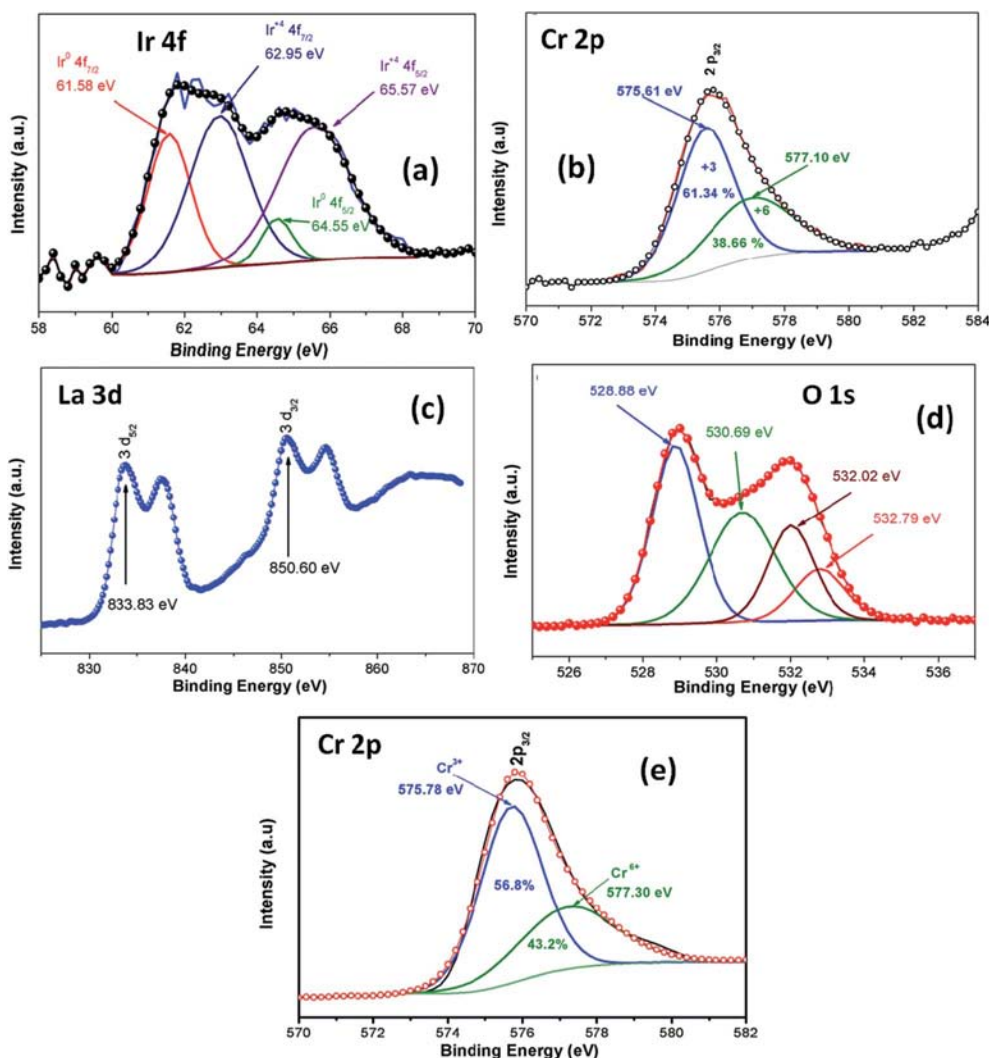 Ir 4f
Ir⁰ 4f₇/₂
61.58 eV
Ir⁺⁴ 4f₇/₂
62.95 eV
Ir⁺⁴ 4f₅/₂
65.57 eV
(a)
Ir⁰ 4f₅/₂
64.55 eV
Intensity (a.u.)
58 60 62 64 66 68 70
Binding Energy (eV)
Cr 2p
2 p₃/₂
575.61 eV
577.10 eV
(b)
+3
61.34 %
+6
38.66 %
Intensity (a.u.)
570 572 574 576 578 580 582 584
Binding Energy (eV)
La 3d
3 d₅/₂
3 d₃/₂
(c)
833.83 eV
850.60 eV
Intensity (a.u.)
830 840 850 860 870
Binding Energy (eV)
528.88 eV
O 1s
(d)
530.69 eV
532.02 eV
532.79 eV
Intensity (a.u.)
526 528 530 532 534 536
Binding Energy (eV)
Cr 2p
2p₃/₂
(e)
Cr³⁺
575.78 eV
Cr⁶⁺
577.30 eV
56.8%
43.2%
Intensity (a.u)
570 572 574 576 578 580 582
Binding Energy (eV)